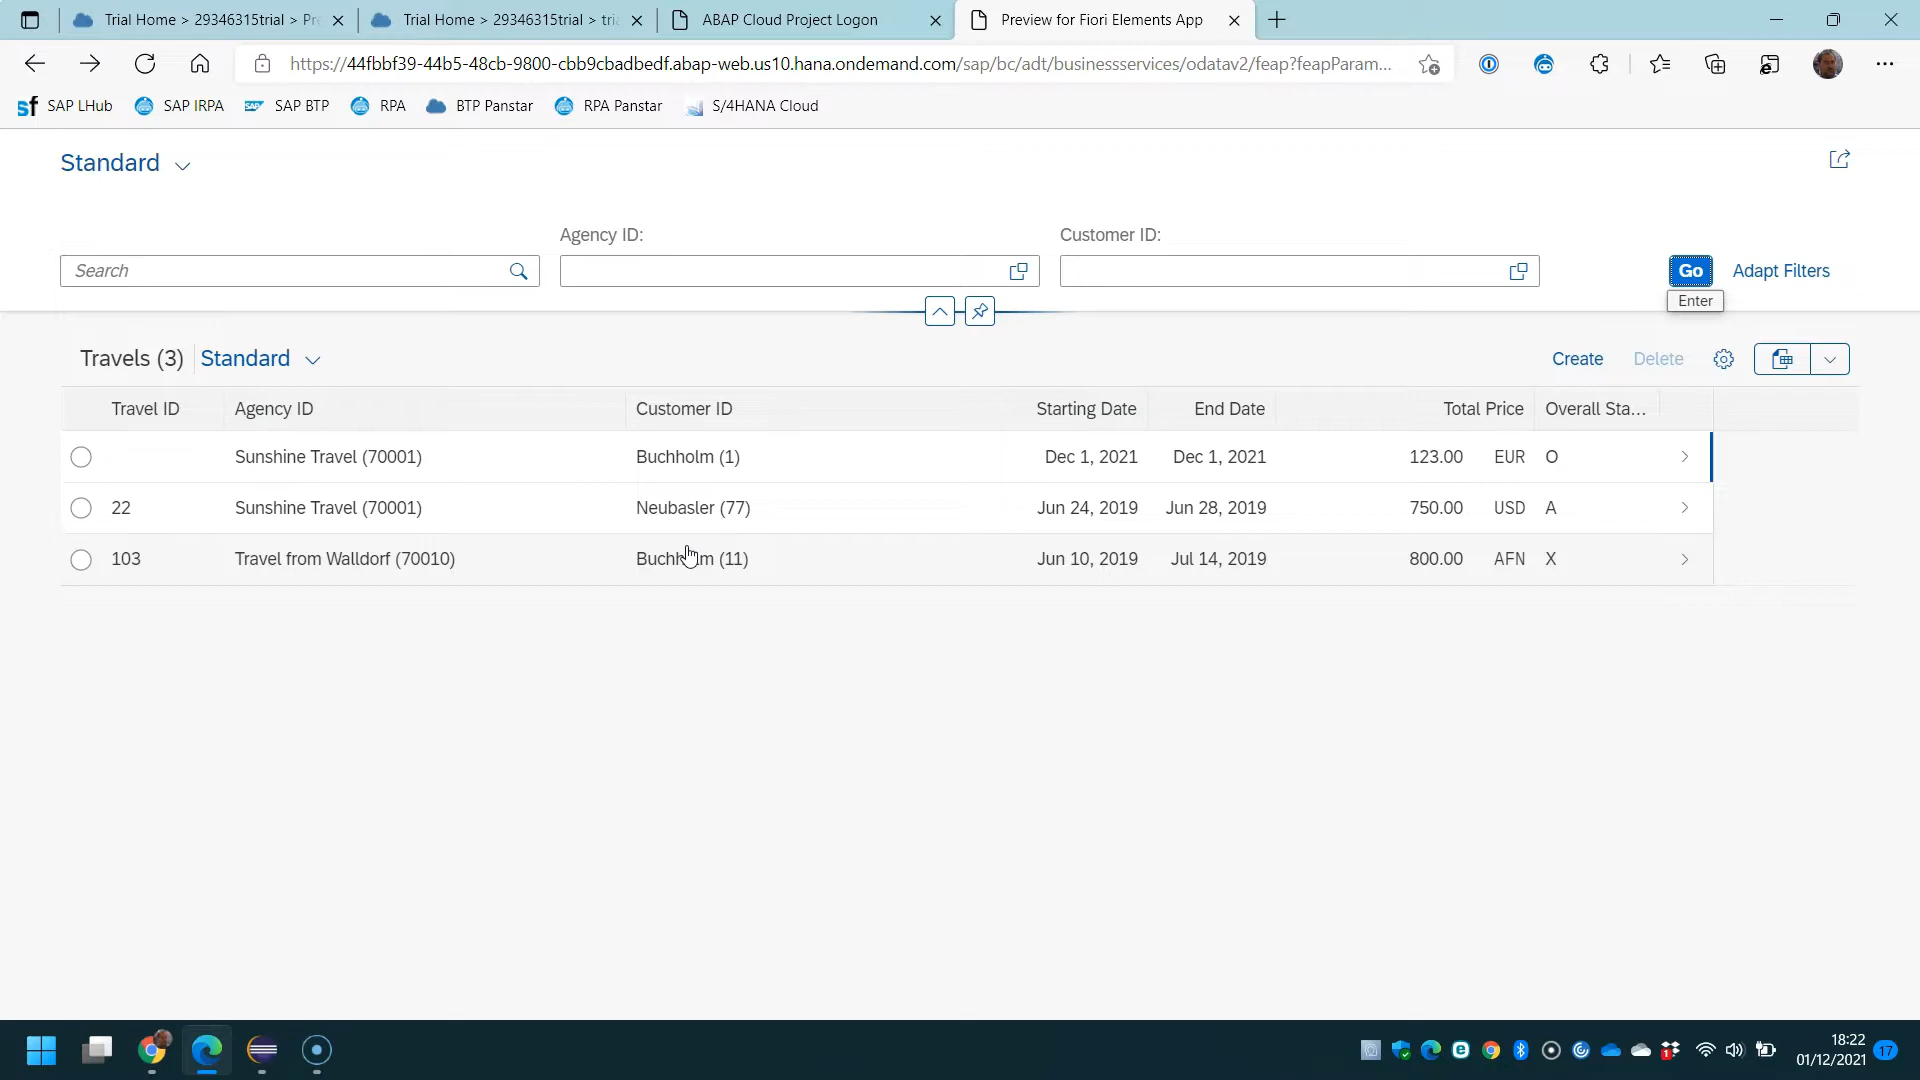 Trial Home > 29346315trial > Pr
Trial Home > 29346315trial > tria
ABAP Cloud Project Logon
Preview for Fiori Elements App
https://44fbbf39-44b5-48cb-9800-cbb9cbadbedf.abap-web.us10.hana.ondemand.com/sap/bc/adt/businessservices/odatav2/feap?feapParam...
SAP LHub
SAP IRPA
SAP BTP
RPA
BTP Panstar
RPA Panstar
S/4HANA Cloud
Standard
Agency ID:
Customer ID:
Search
Go
Adapt Filters
Enter
Travels (3) Standard
Create
Delete
Travel ID Agency ID Customer ID Starting Date End Date Total Price Overall Sta...
Sunshine Travel (70001) Buchholm (1) Dec 1, 2021 Dec 1, 2021 123.00 EUR O
22 Sunshine Travel (70001) Neubasler (77) Jun 24, 2019 Jun 28, 2019 750.00 USD A
103 Travel from Walldorf (70010) Buchholm (11) Jun 10, 2019 Jul 14, 2019 800.00 AFN X
18:22
01/12/2021
17